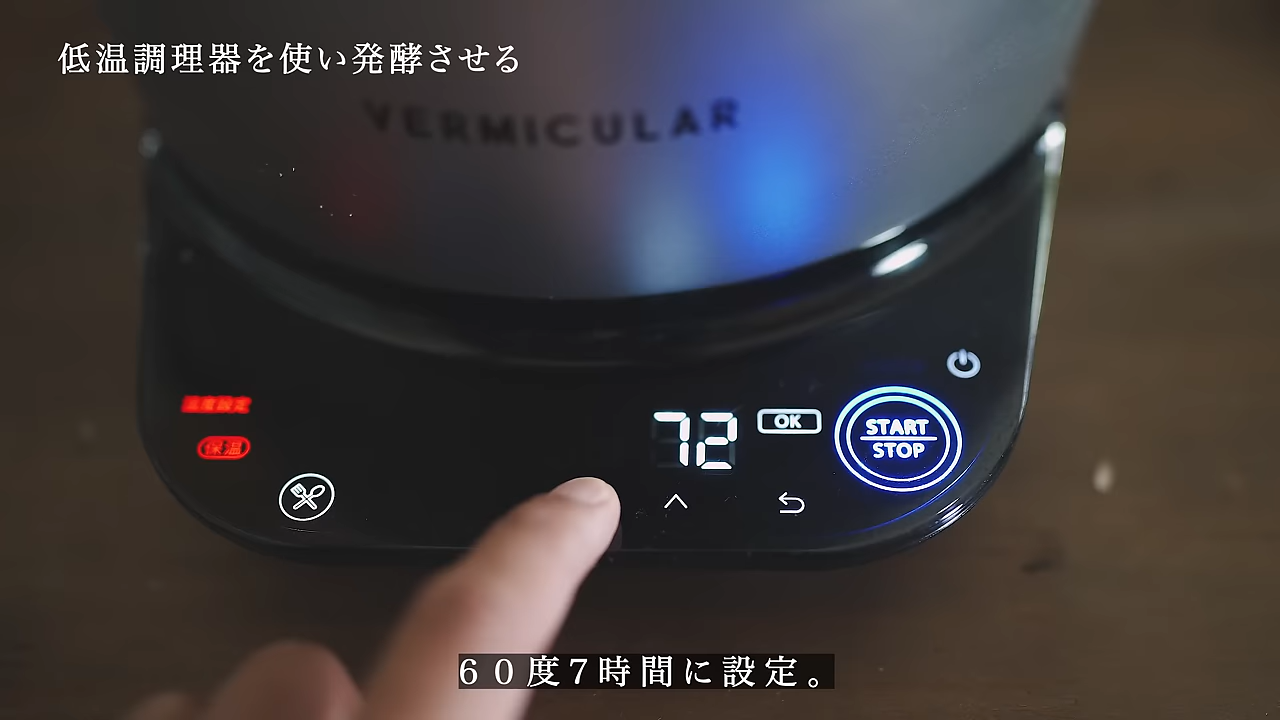 低温調理器を使い発酵させる
VERMICULAR
温度設定
72
OK
START
STOP
保温
６０度７時間に設定。